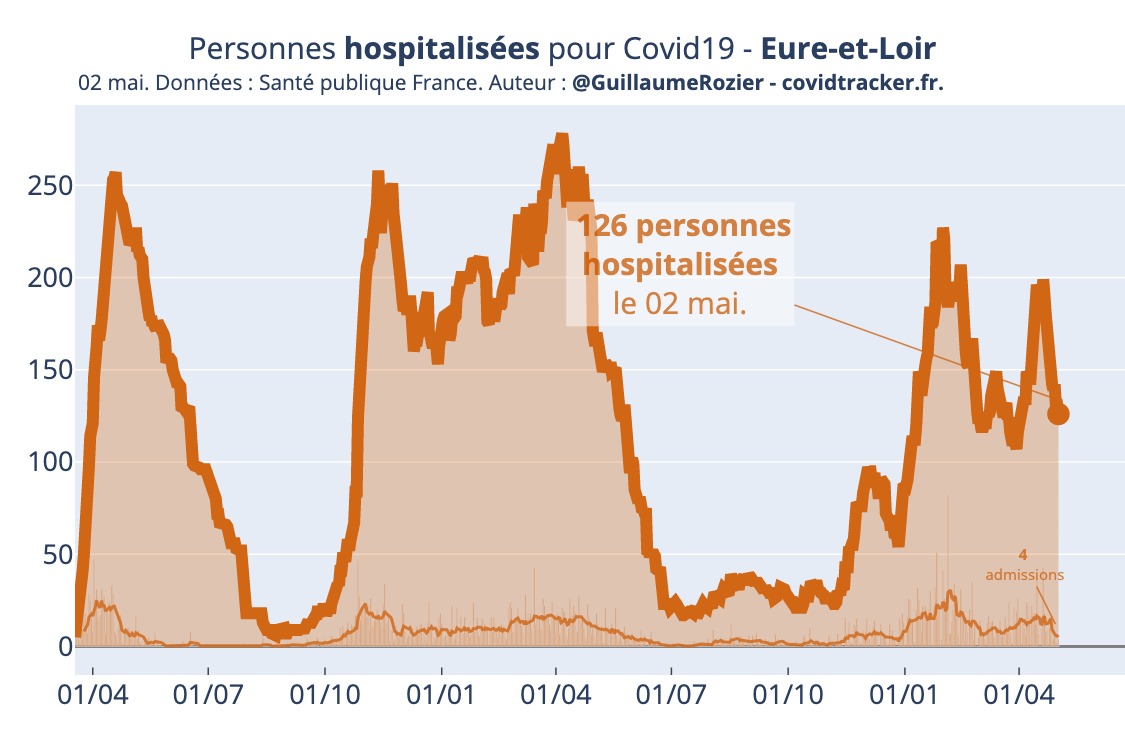 Personnes hospitalisées pour Covid19 - Eure-et-Loir
02 mai. Données : Santé publique France. Auteur : @GuillaumeRozier - covidtracker.fr.
250
200
150
100
50
0
126 personnes
hospitalisées
le 02 mai.
4
admissions
01/04 01/07 01/10 01/01 01/04 01/07 01/10 01/01 01/04